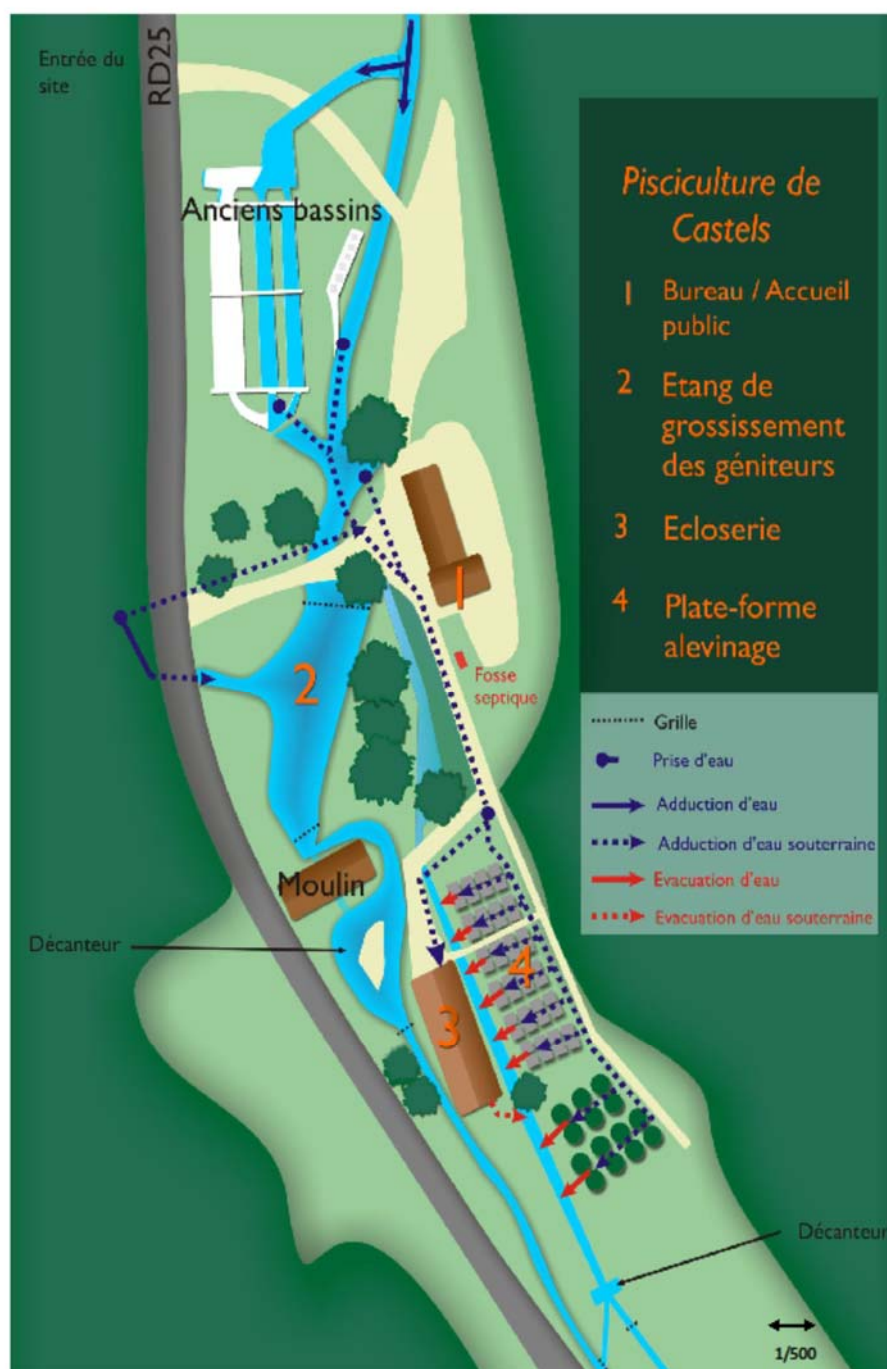 Entrée du
site
RD25
Anciens bassins
Pisciculture de
Castels
1 Bureau / Accueil
public
2 Etang de
grossissement
des géniteurs
3 Ecloserie
4 Plate-forme
alevinage
1
Fosse
septique
2
Grille
Prise d'eau
Adduction d'eau
Adduction d'eau souterraine
Evacuation d'eau
Evacuation d'eau souterraine
Moulin
Décanteur
4
3
Décanteur
1/500